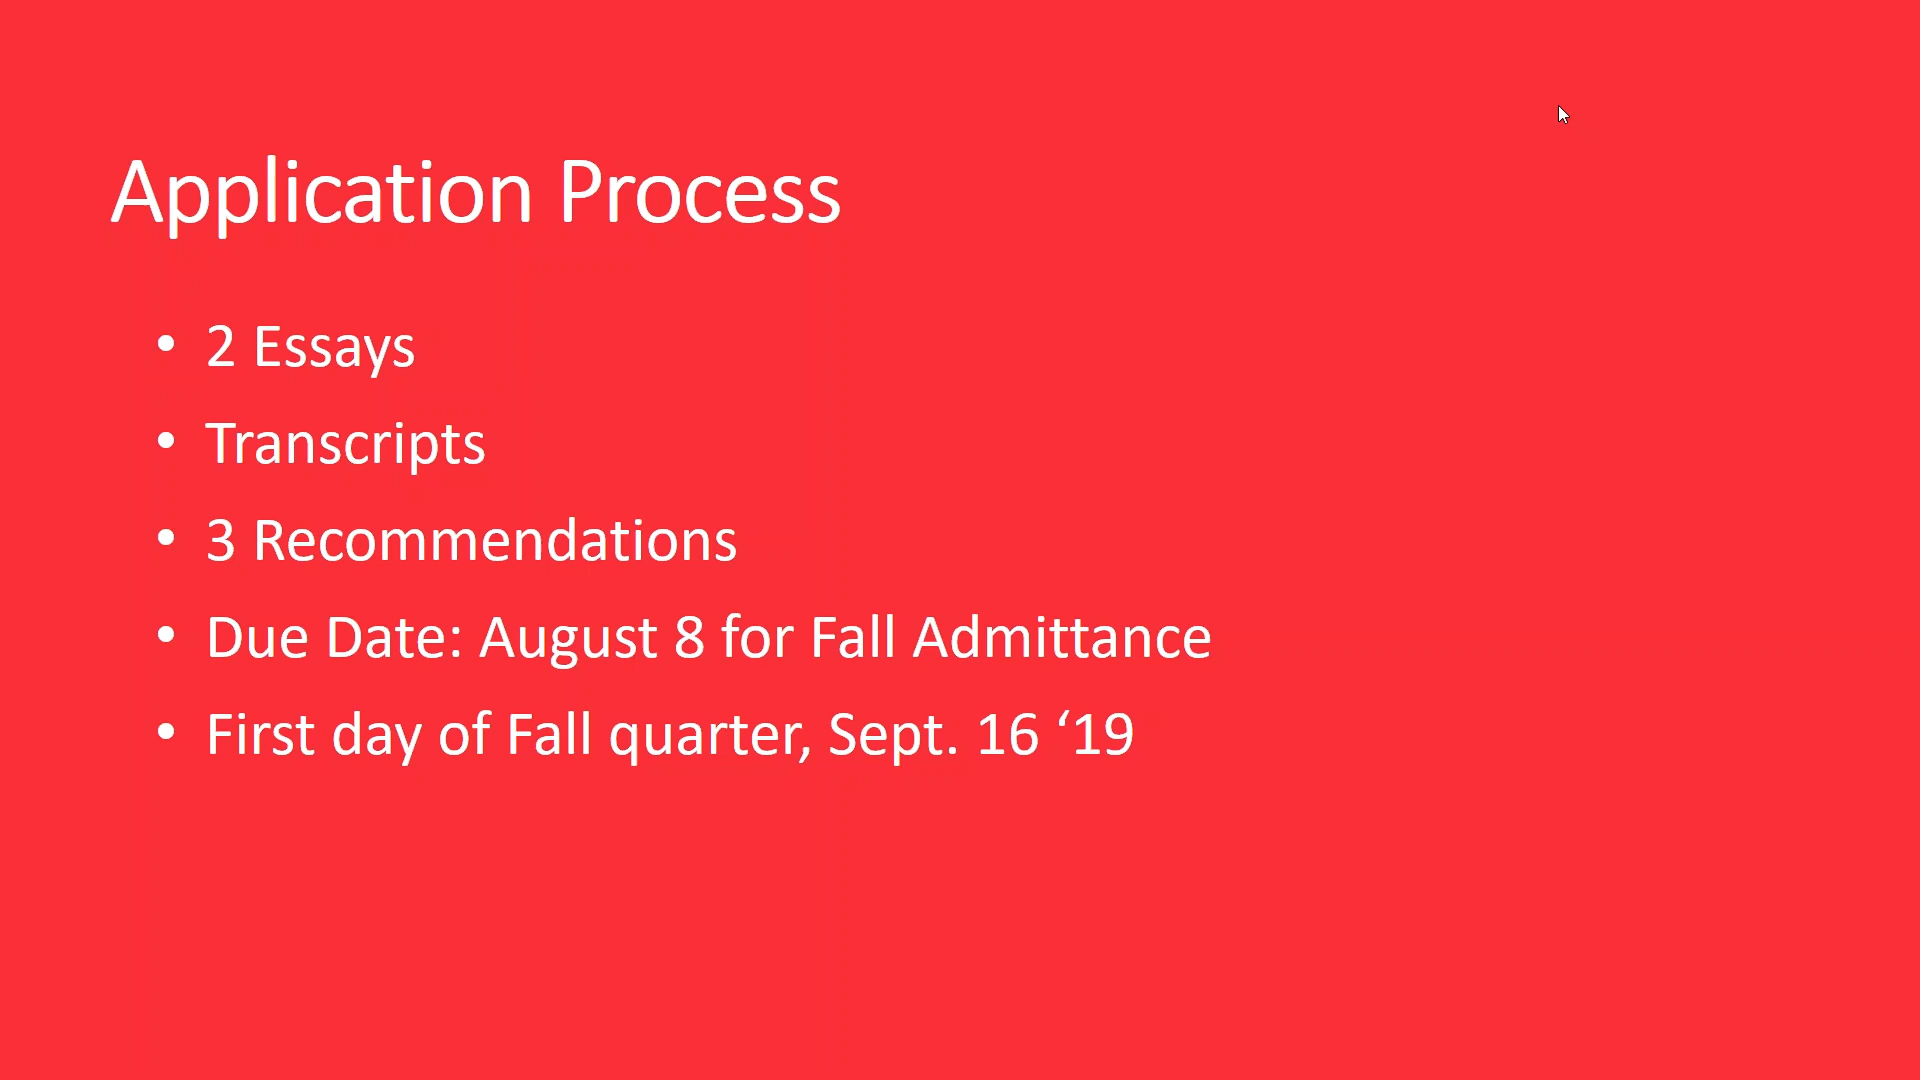 Application Process
• 2 Essays
• Transcripts
• 3 Recommendations
• Due Date: August 8 for Fall Admittance
• First day of Fall quarter, Sept. 16 ‘19